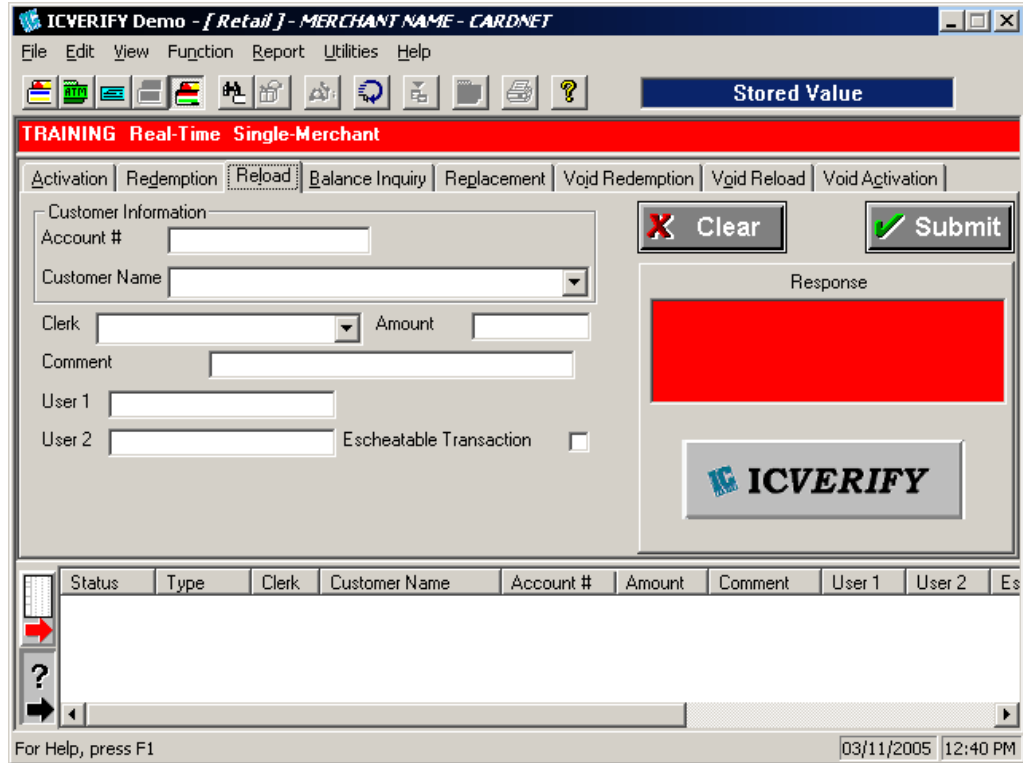 ICVERIFY Demo - [ Retail ] - MERCHANT NAME - CARDNET
File Edit View Function Report Utilities Help
ATM ? Stored Value
TRAINING Real-Time Single-Merchant
Activation Redemption Reload Balance Inquiry Replacement Void Redemption Void Reload Void Activation
Customer Information
Clear Submit
Account #
Customer Name
Response
Clerk Amount
Comment
User 1
User 2 Escheatable Transaction
ICVERIFY
Status Type Clerk Customer Name Account # Amount Comment User 1 User 2 Es
?
For Help, press F1 03/11/2005 12:40 PM